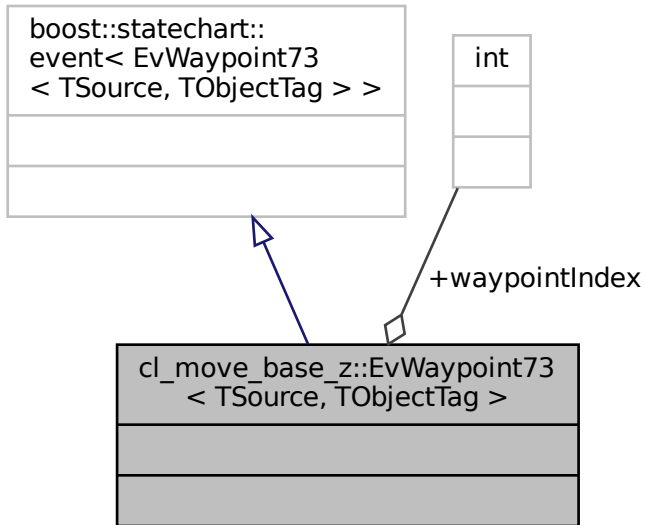 boost::statechart::
event< EvWaypoint73
< TSource, TObjectTag > >
int
+waypointIndex
cl_move_base_z::EvWaypoint73
< TSource, TObjectTag >